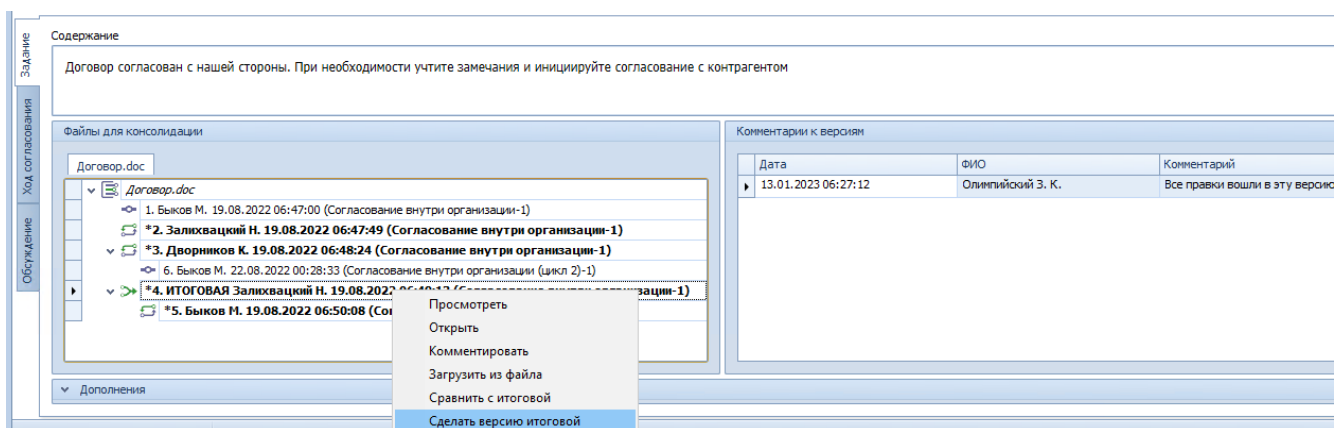 Задание
Ход согласования
Обсуждение
Содержание
Договор согласован с нашей стороны. При необходимости учтите замечания и инициируйте согласование с контрагентом
Файлы для консолидации
Договор.doc
Договор.doc
1. Быков М. 19.08.2022 06:47:00 (Согласование внутри организации-1)
*2. Залихвацкий Н. 19.08.2022 06:47:49 (Согласование внутри организации-1)
*3. Дворников К. 19.08.2022 06:48:24 (Согласование внутри организации-1)
6. Быков М. 22.08.2022 00:28:33 (Согласование внутри организации (цикл 2)-1)
*4. ИТОГОВАЯ Залихвацкий Н. 19.08.2022
*5. Быков М. 19.08.2022 06:50:08
Просмотреть
Открыть
Комментировать
Загрузить из файла
Сравнить с итоговой
Сделать версию итоговой
Комментарии к версиям
Дата ФИО Комментарий
13.01.2023 06:27:12 Олимпийский З. К. Все правки вошли в эту версию
Дополнения